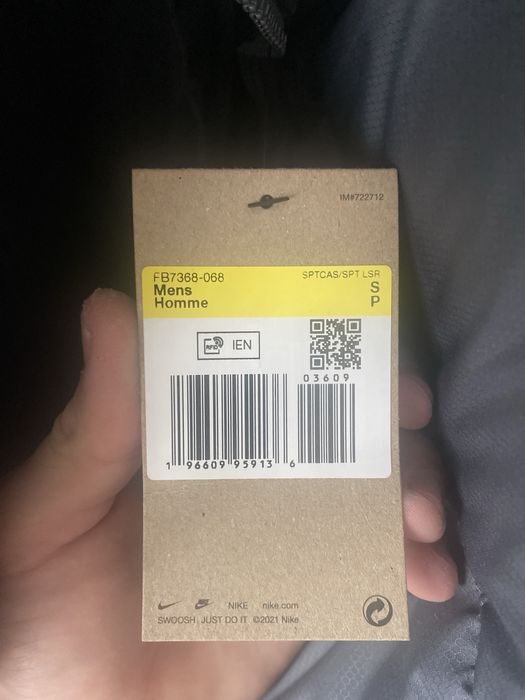 IM#722712
FB7368-068
SPTCAS/SPT LSR
Mens
S
Homme
P
RFID IEN
03609
1 96609 95913 6
NIKE nike.com
SWOOSH JUST DO IT ©2021 Nike